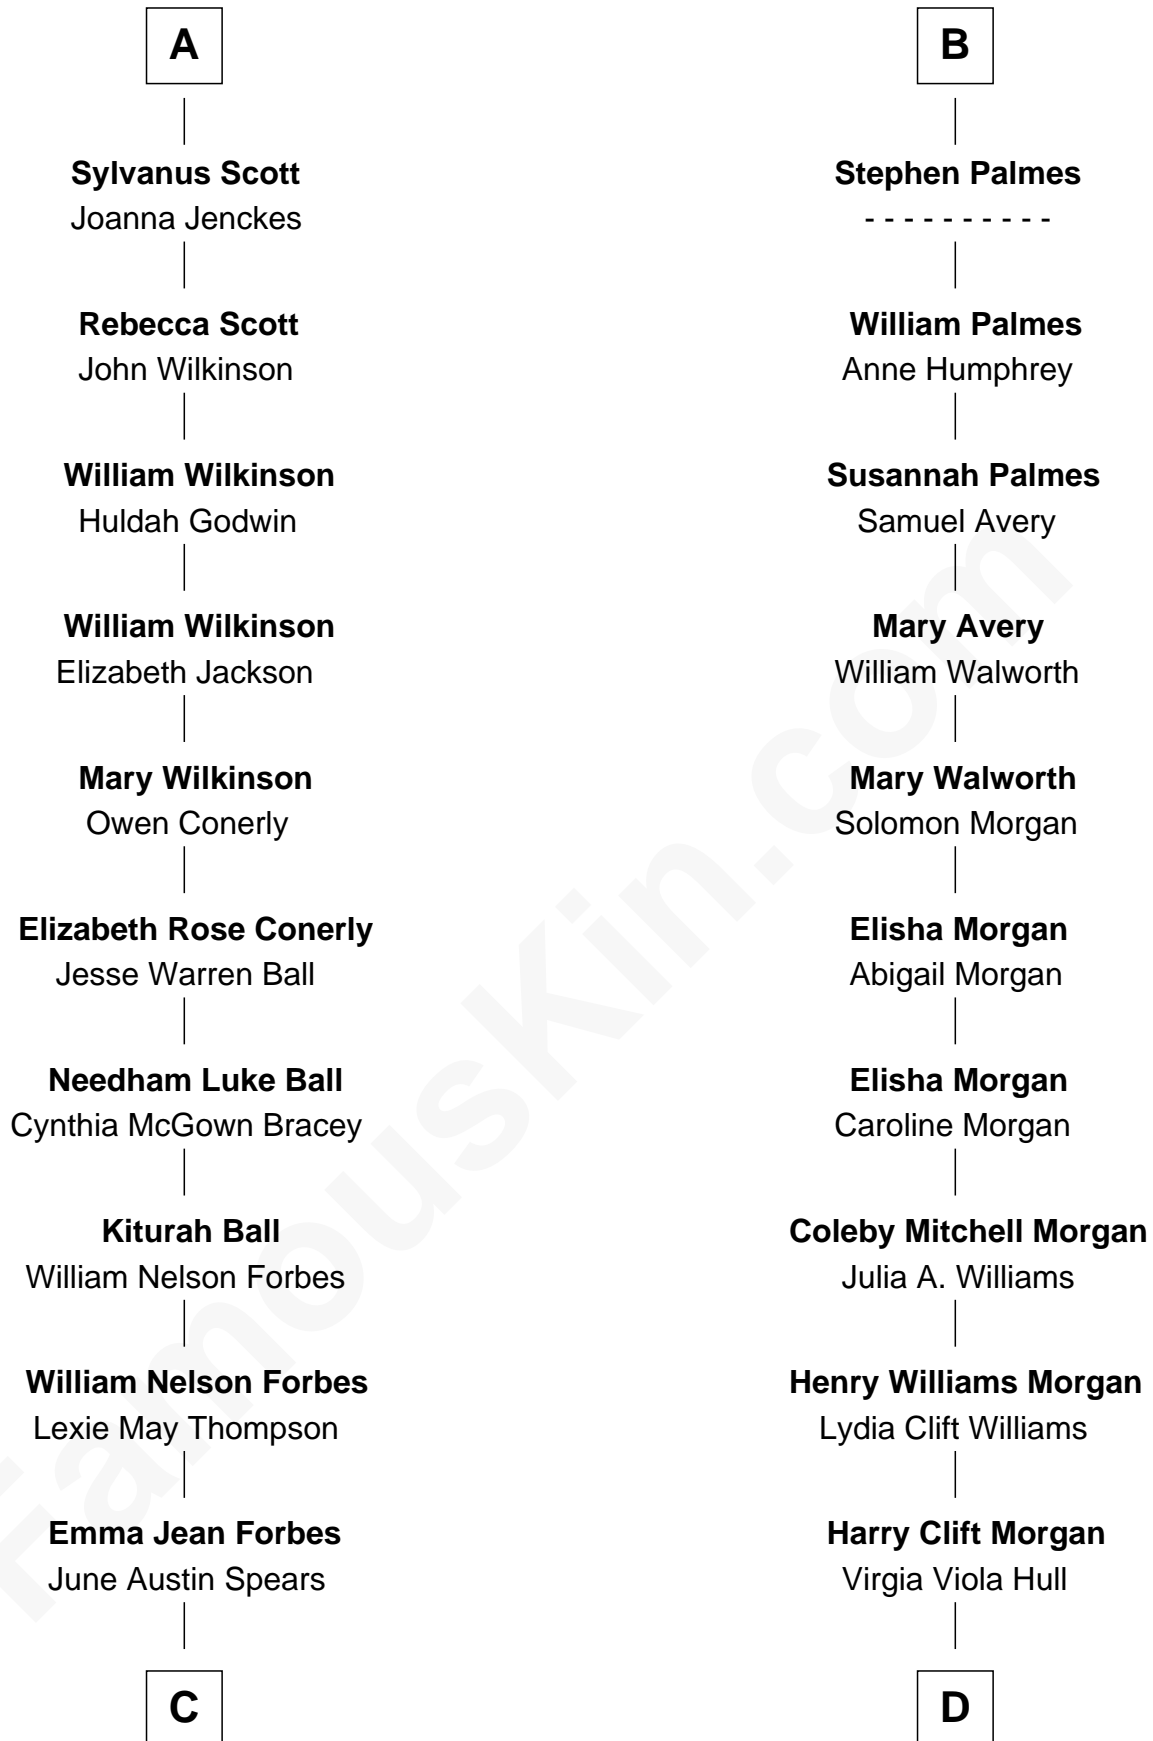 A
Sylvanus Scott
Joanna Jenckes
Rebecca Scott
John Wilkinson
William Wilkinson
Huldah Godwin
William Wilkinson
Elizabeth Jackson
Mary Wilkinson
Owen Conerly
Elizabeth Rose Conerly
Jesse Warren Ball
Needham Luke Ball
Cynthia McGown Bracey
Kiturah Ball
William Nelson Forbes
William Nelson Forbes
Lexie May Thompson
Emma Jean Forbes
June Austin Spears
C
B
Stephen Palmes
- - - - - - - - - -
William Palmes
Anne Humphrey
Susannah Palmes
Samuel Avery
Mary Avery
William Walworth
Mary Walworth
Solomon Morgan
Elisha Morgan
Abigail Morgan
Elisha Morgan
Caroline Morgan
Coleby Mitchell Morgan
Julia A. Williams
Henry Williams Morgan
Lydia Clift Williams
Harry Clift Morgan
Virgia Viola Hull
D
FamousKin.com